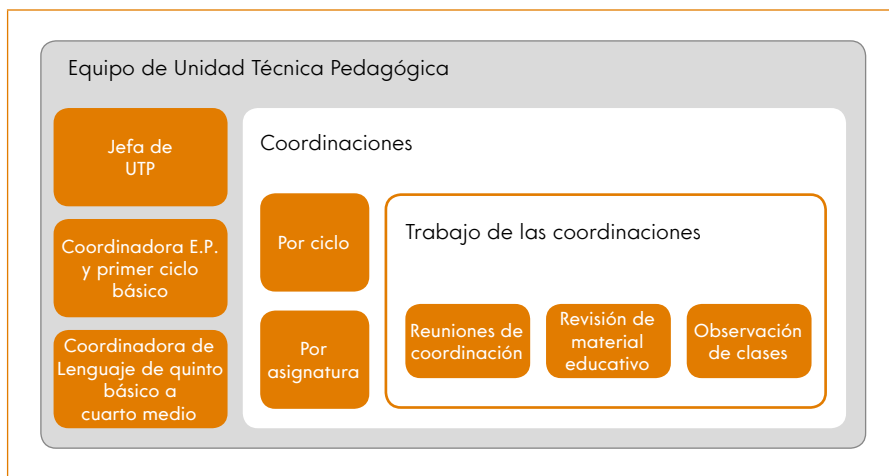 Equipo de Unidad Técnica Pedagógica
Jefa de
UTP
Coordinadora E.P.
y primer ciclo
básico
Coordinadora de
Lenguaje de quinto
básico a
cuarto medio
Coordinaciones
Por ciclo
Por
asignatura
Trabajo de las coordinaciones
Reuniones de
coordinación
Revisión de
material
educativo
Observación
de clases